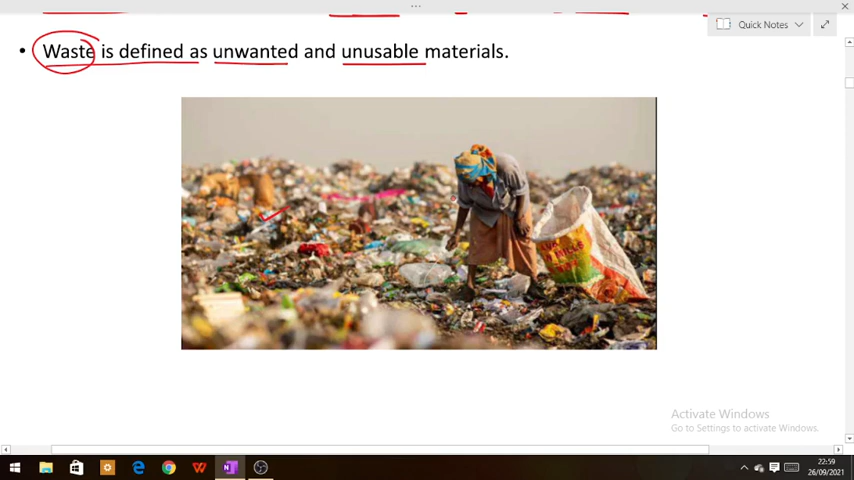 Quick Notes
• Waste is defined as unwanted and unusable materials.
Activate Windows
Go to Settings to activate Windows.
22:59
26/09/2021